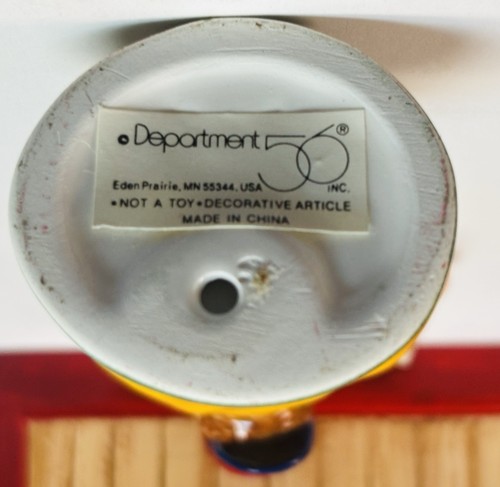 © Department 56®
Eden Prairie, MN 55344, USA INC.
•NOT A TOY•DECORATIVE ARTICLE
MADE IN CHINA